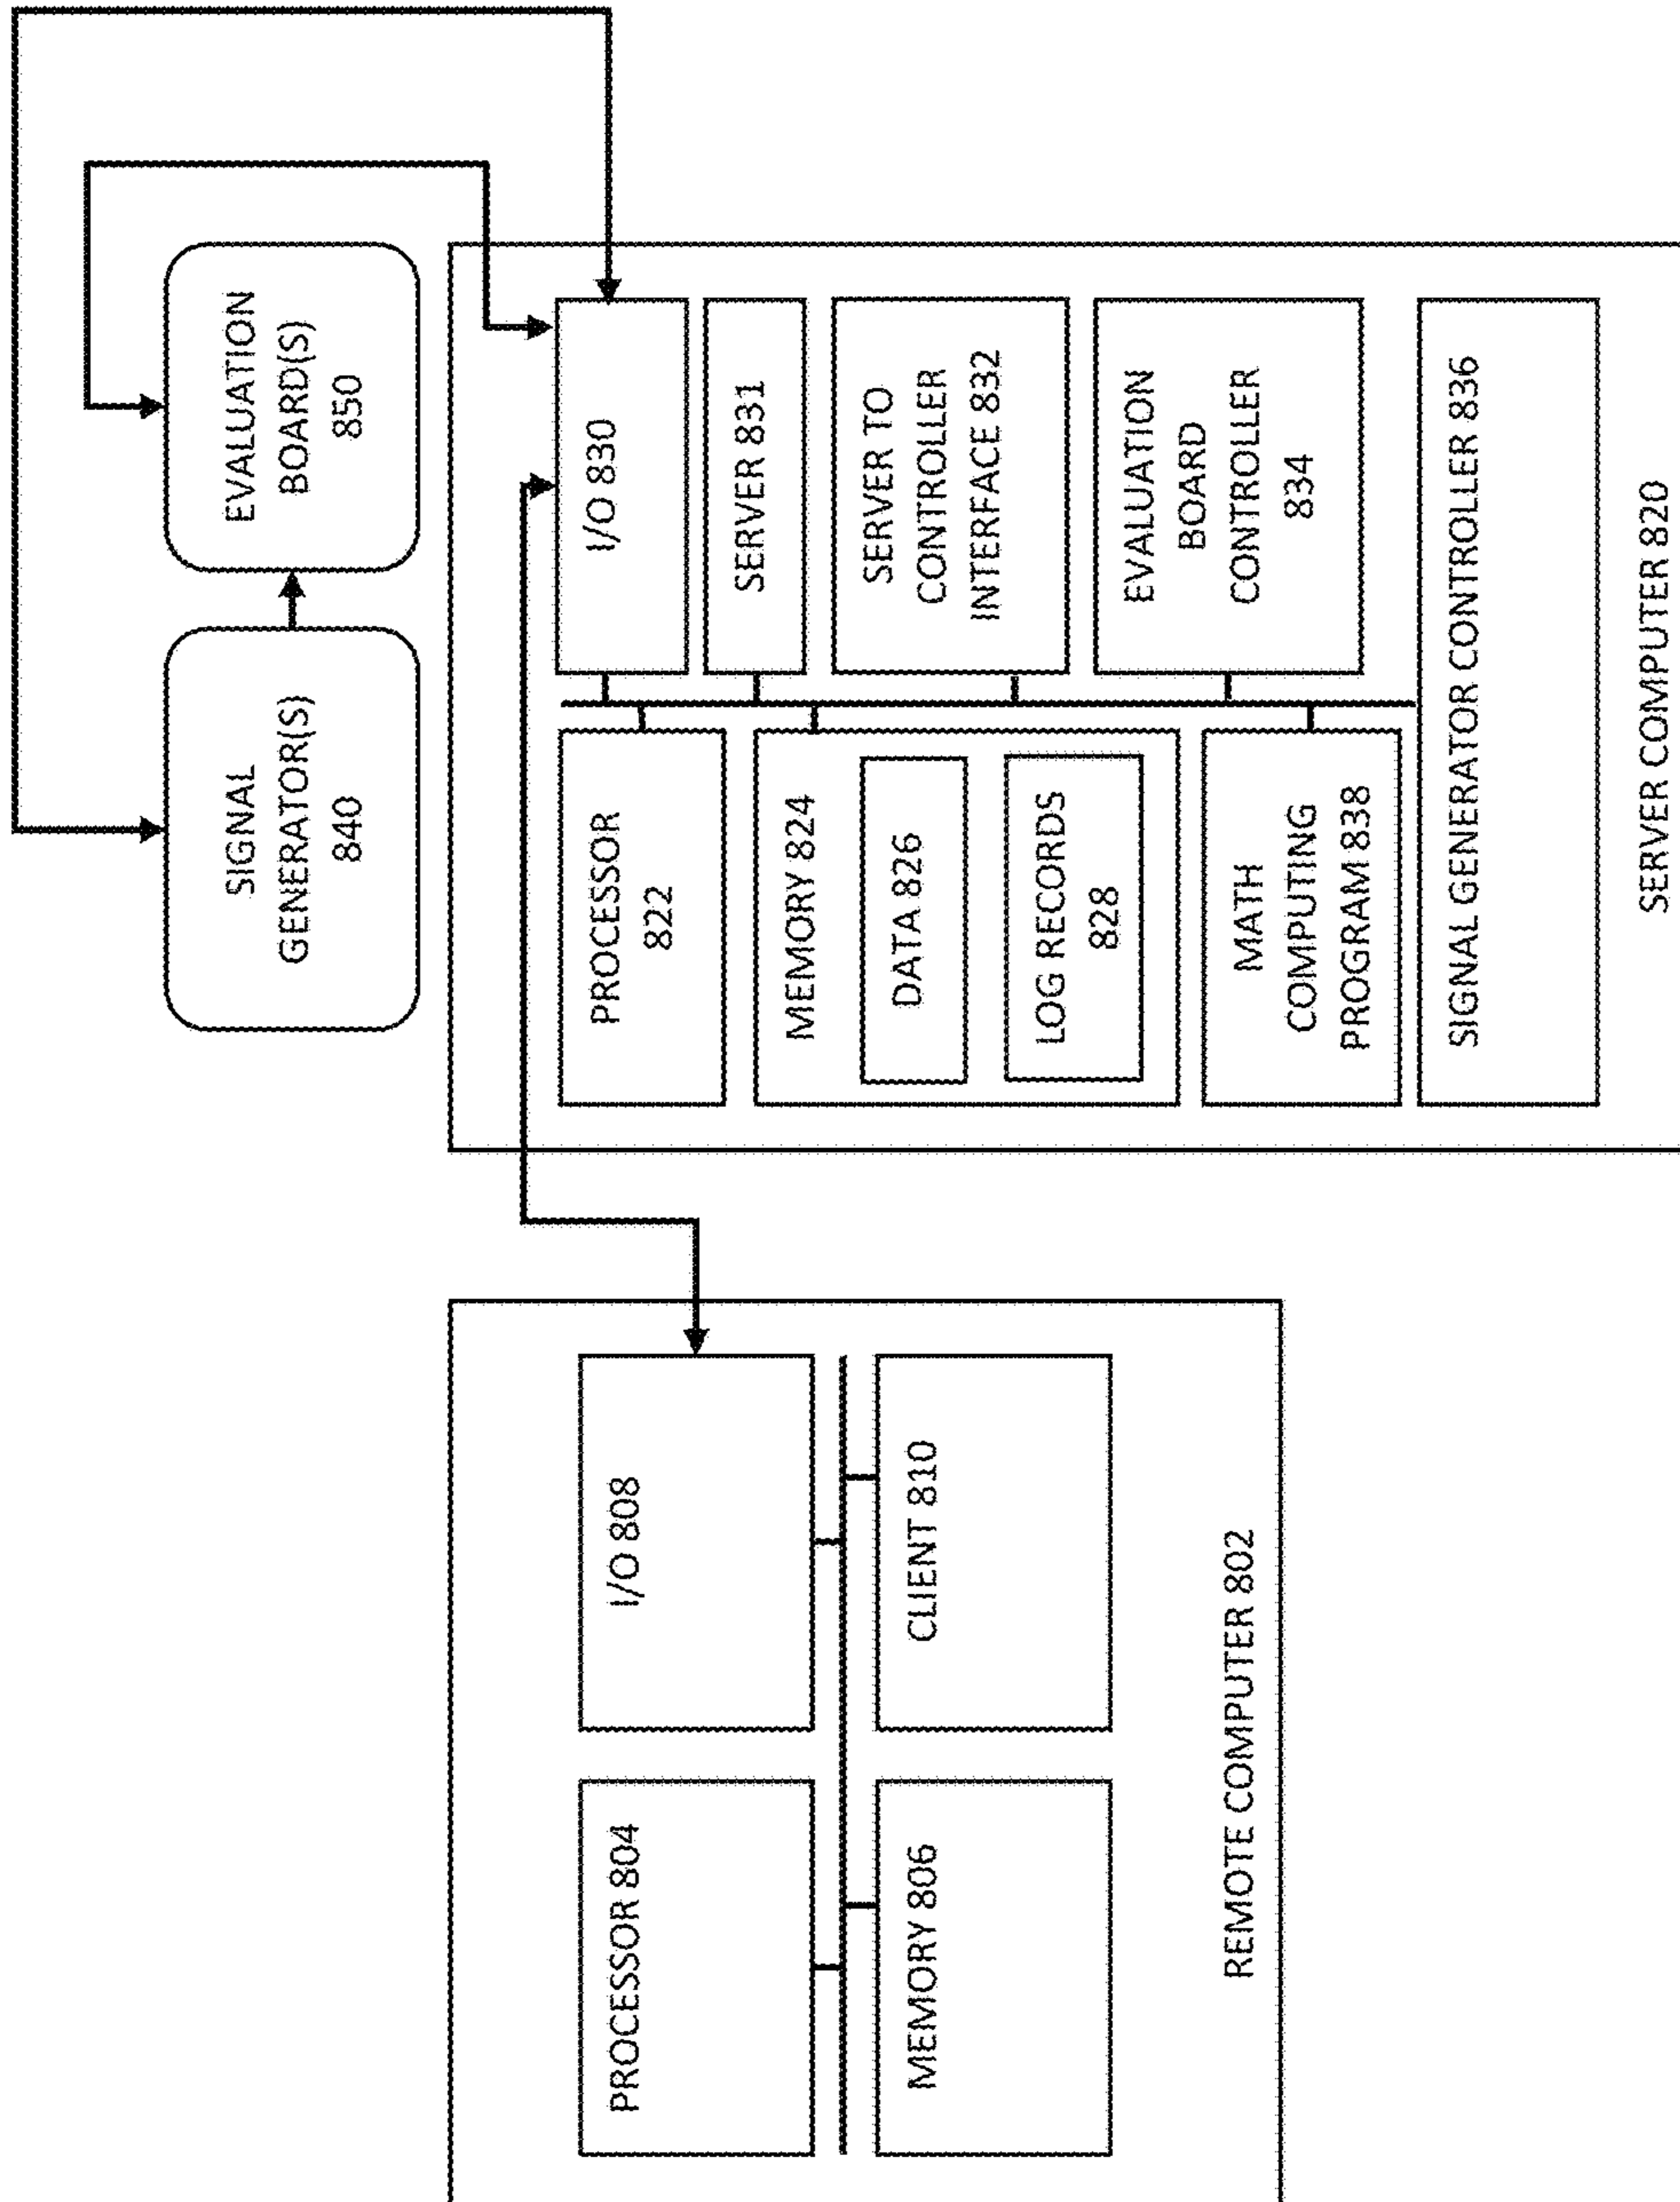 SIGNAL
GENERATOR(S)
840
EVALUATION
BOARD(S)
850
PROCESSOR 804
I/O 808
MEMORY 806
CLIENT 810
REMOTE COMPUTER 802
PROCESSOR
822
MEMORY 824
DATA 826
LOG RECORDS
828
MATH
COMPUTING
PROGRAM 838
I/O 830
SERVER 831
SERVER TO
CONTROLLER
INTERFACE 832
EVALUATION
BOARD
CONTROLLER
834
SIGNAL GENERATOR CONTROLLER 836
SERVER COMPUTER 820